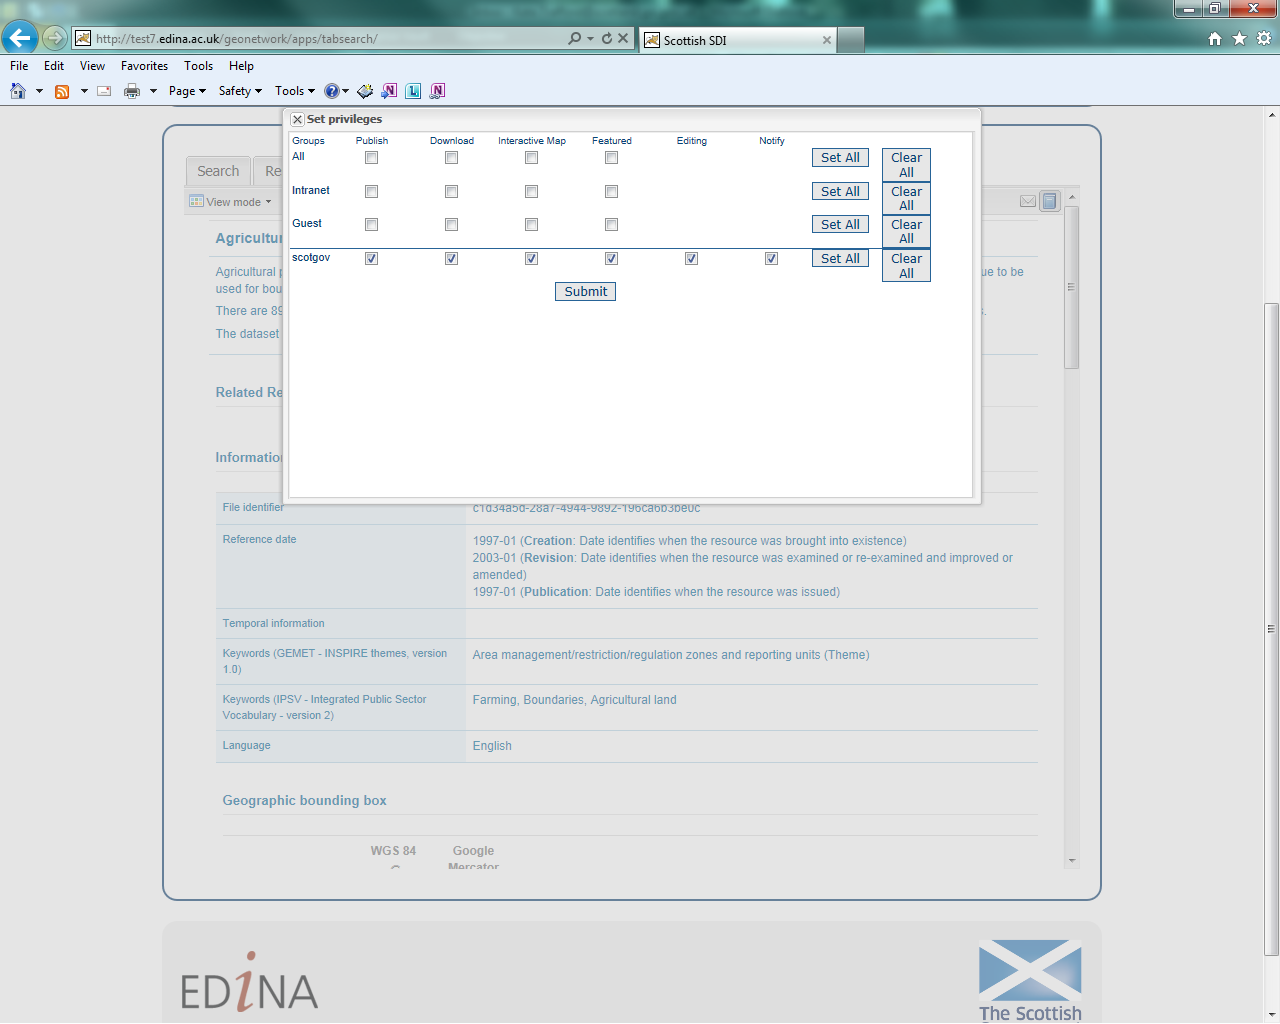 http://test7.edina.ac.uk/geonetwork/apps/tabsearch/
Scottish SDI
File Edit View Favorites Tools Help
Page Safety Tools
Set privileges
Groups Publish Download Interactive Map Featured Editing Notify
All Set All Clear All
Intranet Set All Clear All
Guest Set All Clear All
scotgov Set All Clear All
Submit
Search Re
View mode
Agricultu
Agricultural p ue to be
used for bou
There are 89 s.
The dataset
Related Re
Informatio
File identifier c1d34a5d-28a7-4944-9892-196ca6b3be0c
Reference date 1997-01 (Creation: Date identifies when the resource was brought into existence)
2003-01 (Revision: Date identifies when the resource was examined or re-examined and improved or
amended)
1997-01 (Publication: Date identifies when the resource was issued)
Temporal information
Keywords (GEMET - INSPIRE themes, version
1.0)
Area management/restriction/regulation zones and reporting units (Theme)
Keywords (IPSV - Integrated Public Sector
Vocabulary - version 2)
Farming, Boundaries, Agricultural land
Language English
Geographic bounding box
WGS 84 Google
Mercator
EDiNA
The Scottish